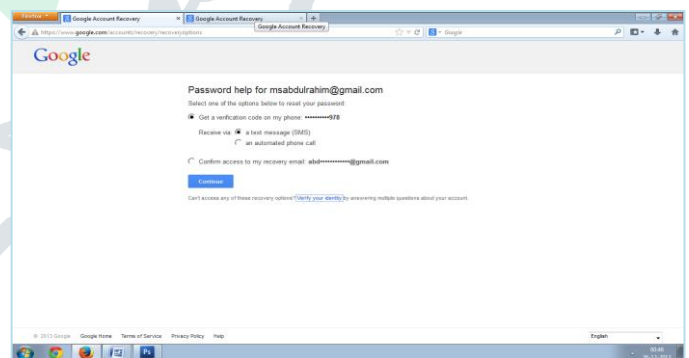 Firefox
Google Account Recovery
Google Account Recovery
Google Account Recovery
https://www.google.com/accounts/recovery/recoveryoptions
Google
Google
Password help for msabdulrahim@gmail.com
Select one of the options below to reset your password:
Get a verification code on my phone: ••••••••••978
Receive via: a text message (SMS)
an automated phone call
Confirm access to my recovery email: abd••••••••••••@gmail.com
Continue
Can't access any of these recovery options? Verify your identity by answering multiple questions about your account.
© 2013 Google Google Home Terms of Service Privacy Policy Help
English
Ps